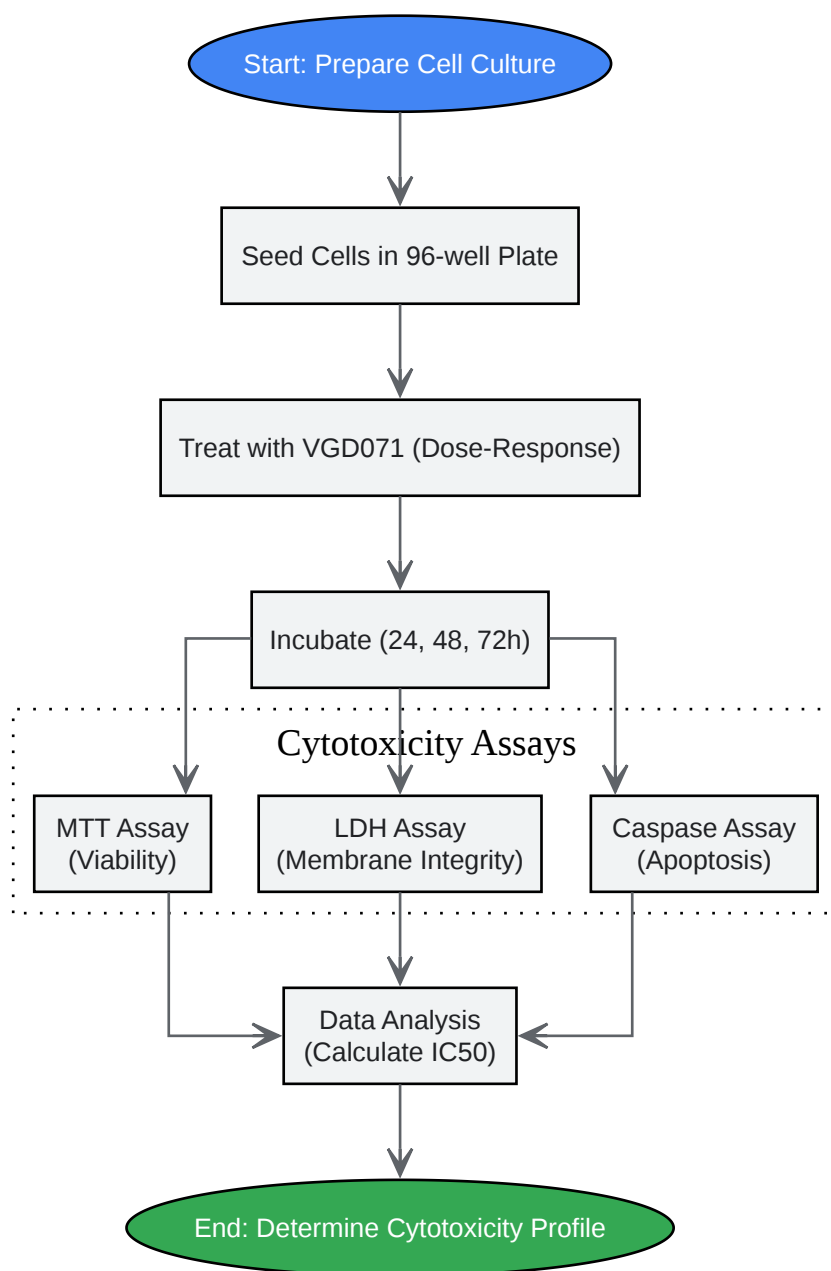 Start: Prepare Cell Culture
Seed Cells in 96-well Plate
Treat with VGD071 (Dose-Response)
Incubate (24, 48, 72h)
Cytotoxicity Assays
MTT Assay
(Viability)
LDH Assay
(Membrane Integrity)
Caspase Assay
(Apoptosis)
Data Analysis
(Calculate IC50)
End: Determine Cytotoxicity Profile